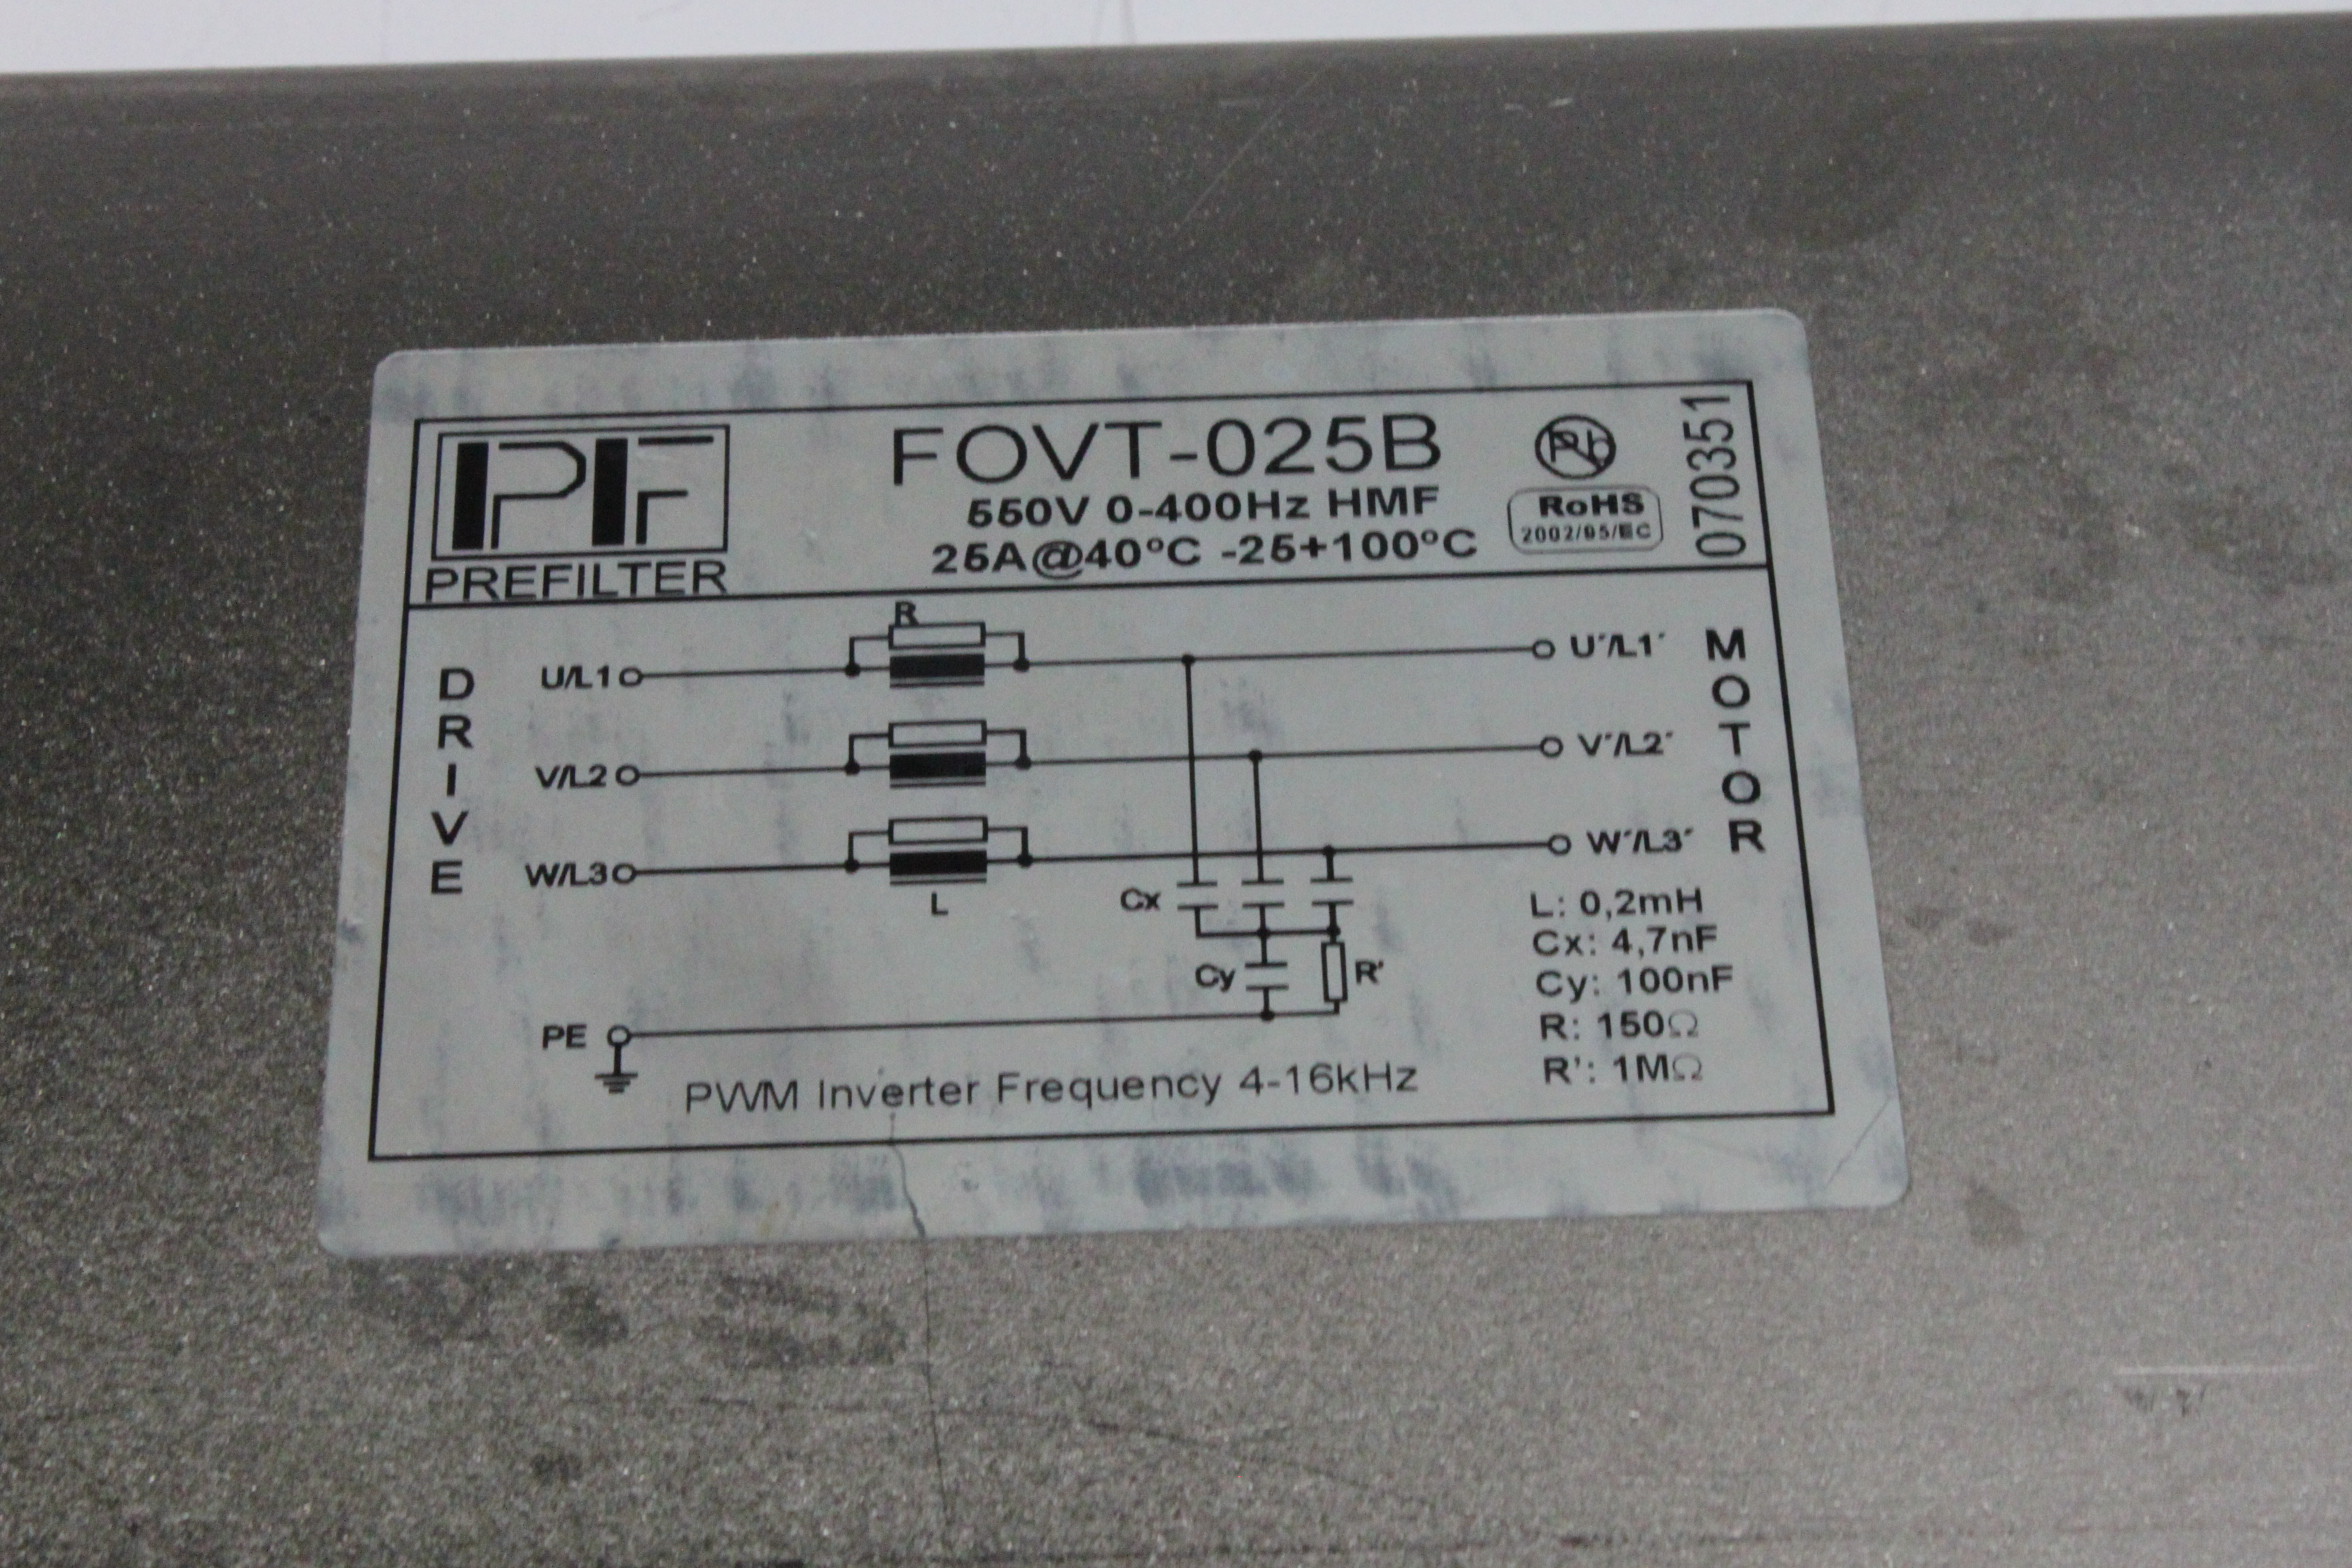 PF
PREFILTER
FOVT-025B
550V 0-400Hz HMF
25A@40°C -25+100°C
Pb
RoHS
2002/95/EC
070351
DRIVE
MOTOR
R
U/L1
U´/L1´
V/L2
V´/L2´
W/L3
W´/L3´
L
Cx
Cy
R'
PE
L: 0,2mH
Cx: 4,7nF
Cy: 100nF
R: 150Ω
R': 1MΩ
PWM Inverter Frequency 4-16kHz